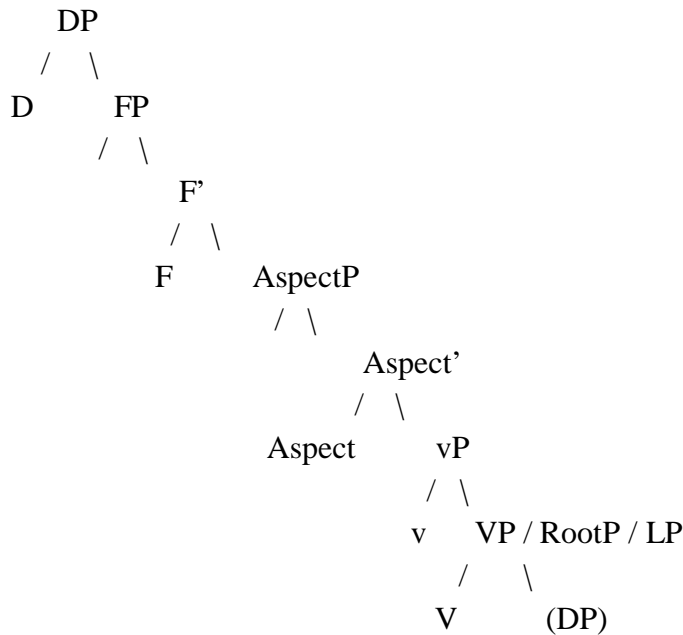 DP
D FP
F’
F AspectP
Aspect’
Aspect vP
v VP / RootP / LP
V (DP)